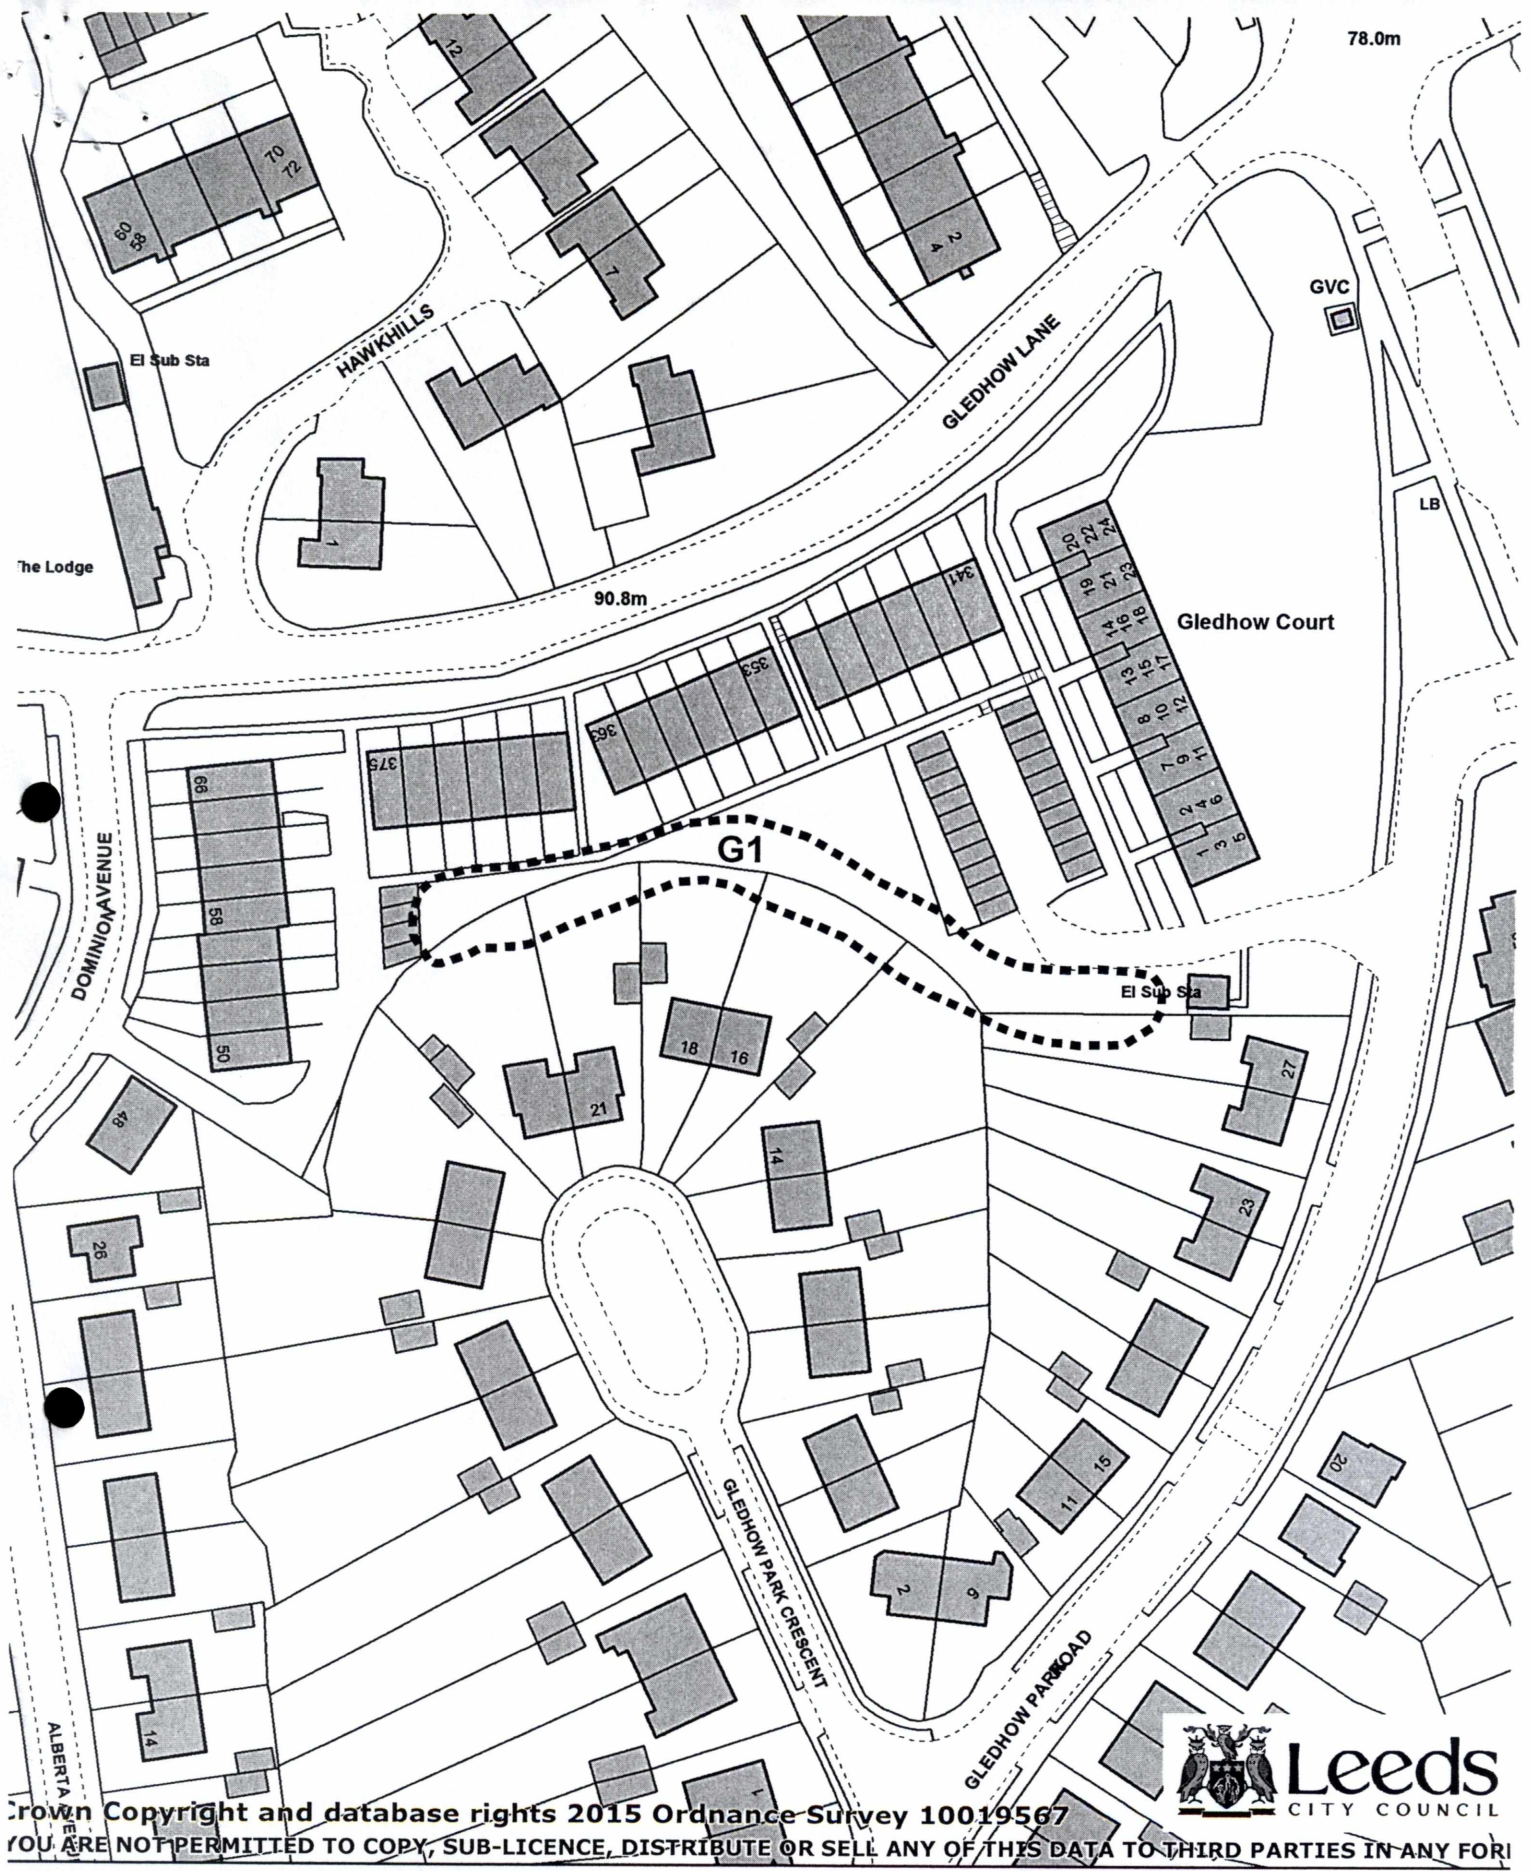 78.0m
12
70
72
60
58
7
2
4
GVC
El Sub Sta
HAWKHILLS
GLEDHOW LANE
LB
1
The Lodge
90.8m
20
22
24
19
21
23
14
16
18
13
15
17
8
10
12
7
9
11
2
4
6
1
3
5
Gledhow Court
341
353
363
375
66
58
50
DOMINION AVENUE
G1
El Sub Sta
18
16
21
27
48
14
23
26
15
11
20
2
9
GLEDHOW PARK CRESCENT
GLEDHOW PARK ROAD
14
1
ALBERTA AVE
Leeds
CITY COUNCIL
Crown Copyright and database rights 2015 Ordnance Survey 10019567
YOU ARE NOT PERMITTED TO COPY, SUB-LICENCE, DISTRIBUTE OR SELL ANY OF THIS DATA TO THIRD PARTIES IN ANY FOR